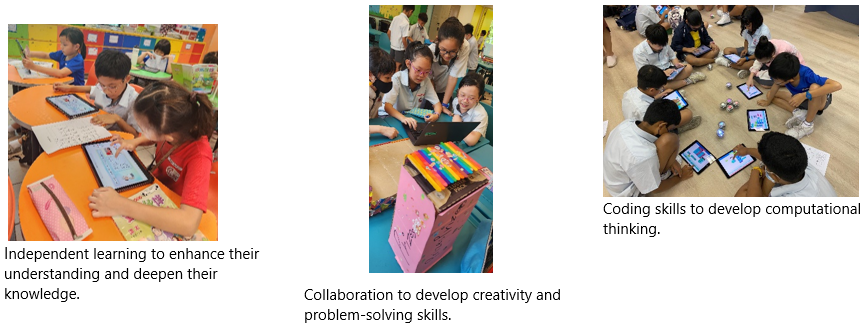 Independent learning to enhance their
understanding and deepen their
knowledge.
Collaboration to develop creativity and
problem-solving skills.
Coding skills to develop computational
thinking.